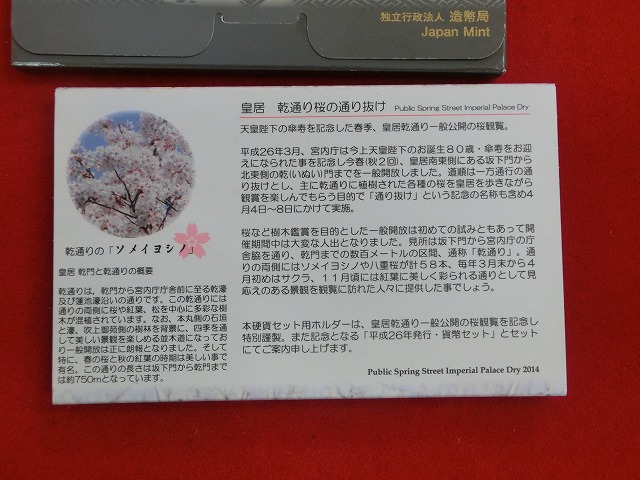 独立行政法人 造幣局
Japan Mint
皇居 乾通り桜の通り抜け Public Spring Street Imperial Palace Dry
天皇陛下の傘寿を記念した春季、皇居乾通り一般公開の桜観覧。
平成26年3月、宮内庁は今上天皇陛下のお誕生80歳・傘寿をお
迎えになられた事を記念し今春(秋2回)、皇居南東側にある坂下門から
北東側の乾(いぬい)門までを一般開放しました。道順は一方通行の通
り抜けとし、主に乾通りに植樹された各種の桜を皇居を歩きながら
観賞を楽しんでもらう目的で「通り抜け」という記念の名称も含め4
月4日~8日にかけて実施。
桜など樹木鑑賞を目的とした一般開放は初めての試みともあって開
催期間中は大変な人出となりました。見所は坂下門から宮内庁の庁
舎脇を通り、乾門までの数百メートルの区間、通称「乾通り」。通
りの両側にはソメイヨシノや八重桜が計58本、毎年3月末から4
月初めはサクラ、11月頃には紅葉に美しく彩られる通りとして見
応えのある景観を観覧に訪れた人々に提供した事でしょう。
本硬貨セット用ホルダーは、皇居乾通り一般公開の桜観覧を記念し
特別謹製。また記念となる「平成26年発行・貨幣セット」とセット
にてご案内申し上げます。
Public Spring Street Imperial Palace Dry 2014
乾通りの「ソメイヨシノ」
皇居 乾門と乾通りの概要
乾通りは、乾門から宮内庁庁舎前に至る乾濠
及び蓮池濠沿いの通りです。この乾通りには
通りの両側に桜や紅葉、松を中心に多彩な樹
木が混植されています。なお、本丸側の石垣
と濠、吹上御苑側の樹林を背景に、四季を通
して美しい景観を楽しめる並木道になってお
り一般開放は正に朗報となりました。そして
特に、春の桜と秋の紅葉の時期は美しい事で
有名。この通りの長さは坂下門から乾門まで
は約750mとなっています。